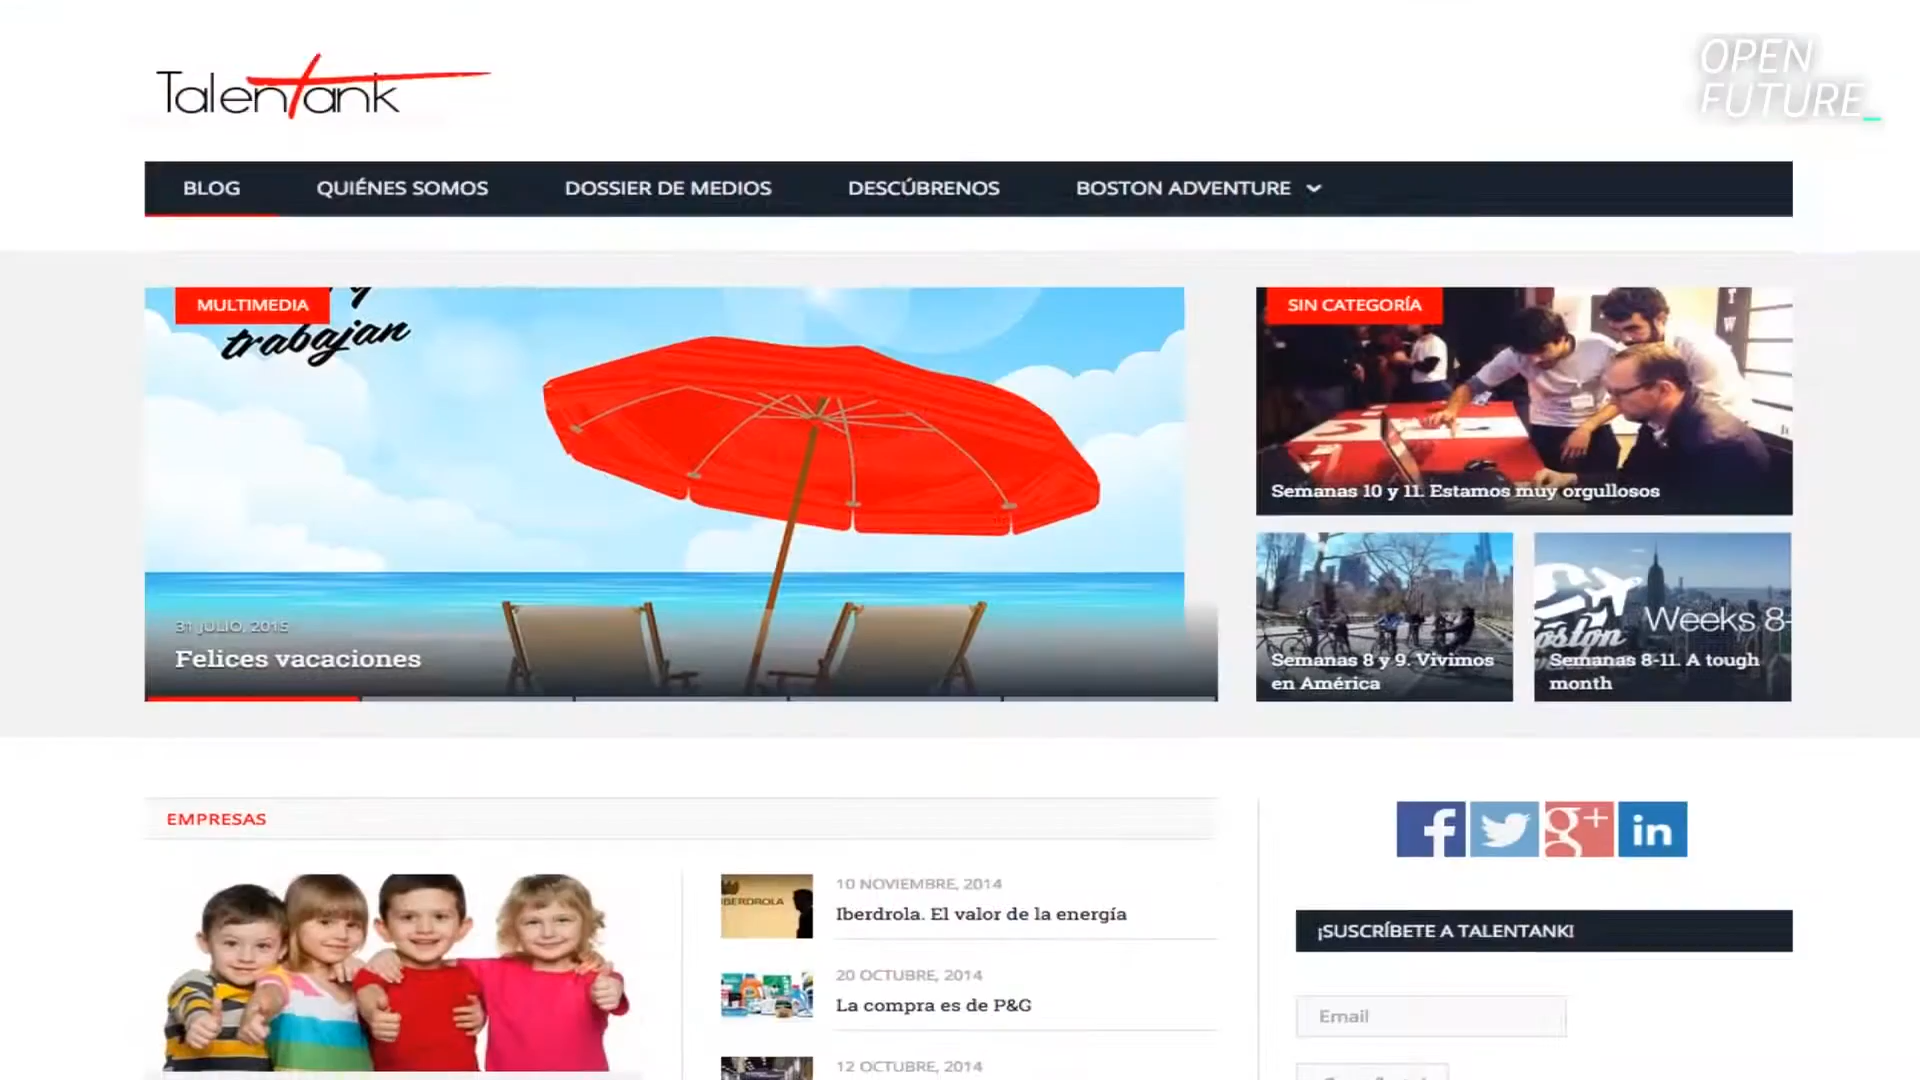 TalenTank
OPEN
FUTURE_
BLOG
QUIÉNES SOMOS
DOSSIER DE MEDIOS
DESCÚBRENOS
BOSTON ADVENTURE
MULTIMEDIA
trabajan
31 JULIO, 2015
Felices vacaciones
SIN CATEGORÍA
Semanas 10 y 11. Estamos muy orgullosos
Semanas 8 y 9. Vivimos
en América
Weeks 8-
Semanas 8-11. A tough
month
EMPRESAS
IBERDROLA
10 NOVIEMBRE, 2014
Iberdrola. El valor de la energía
20 OCTUBRE, 2014
La compra es de P&G
12 OCTUBRE, 2014
f
g+
in
¡SUSCRÍBETE A TALENTANK!
Email